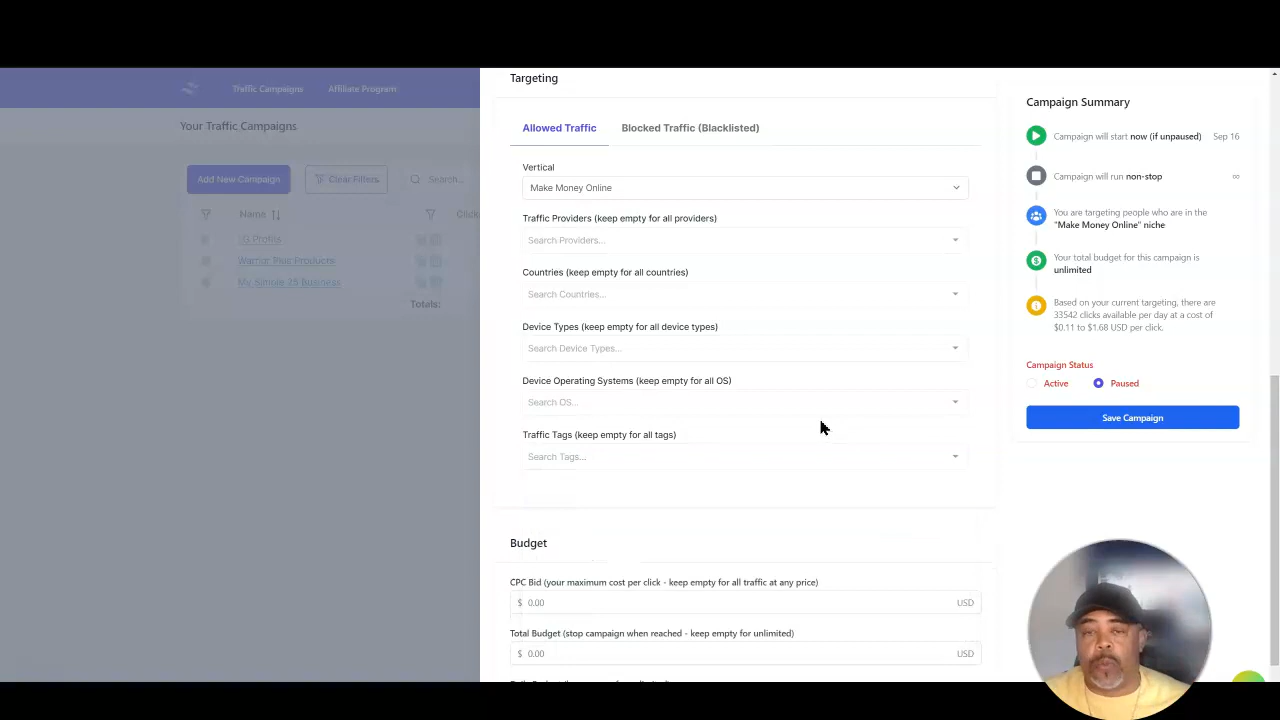 Traffic Campaigns
Affiliate Program
Your Traffic Campaigns
Add New Campaign
Clear Filters
Search...
Name
Click
Warrior Plus Producer
My Simple 25 Business
Totals:
Targeting
Allowed Traffic
Blocked Traffic (Blacklisted)
Vertical
Make Money Online
Traffic Providers (keep empty for all providers)
Search Providers...
Countries (keep empty for all countries)
Search Countries...
Device Types (keep empty for all device types)
Search Device Types...
Device Operating Systems (keep empty for all OS)
Search OS...
Traffic Tags (keep empty for all tags)
Search Tags...
Budget
CPC Bid (your maximum cost per click - keep empty for all traffic at any price)
$ 0.00 USD
Total Budget (stop campaign when reached - keep empty for unlimited)
$ 0.00 USD
Campaign Summary
Campaign will start now (if unpaused) Sep 16
Campaign will run non-stop ∞
You are targeting people who are in the
"Make Money Online" niche
Your total budget for this campaign is
unlimited
Based on your current targeting, there are
33542 clicks available per day at a cost of
$0.11 to $1.68 USD per click.
Campaign Status
Active
Paused
Save Campaign